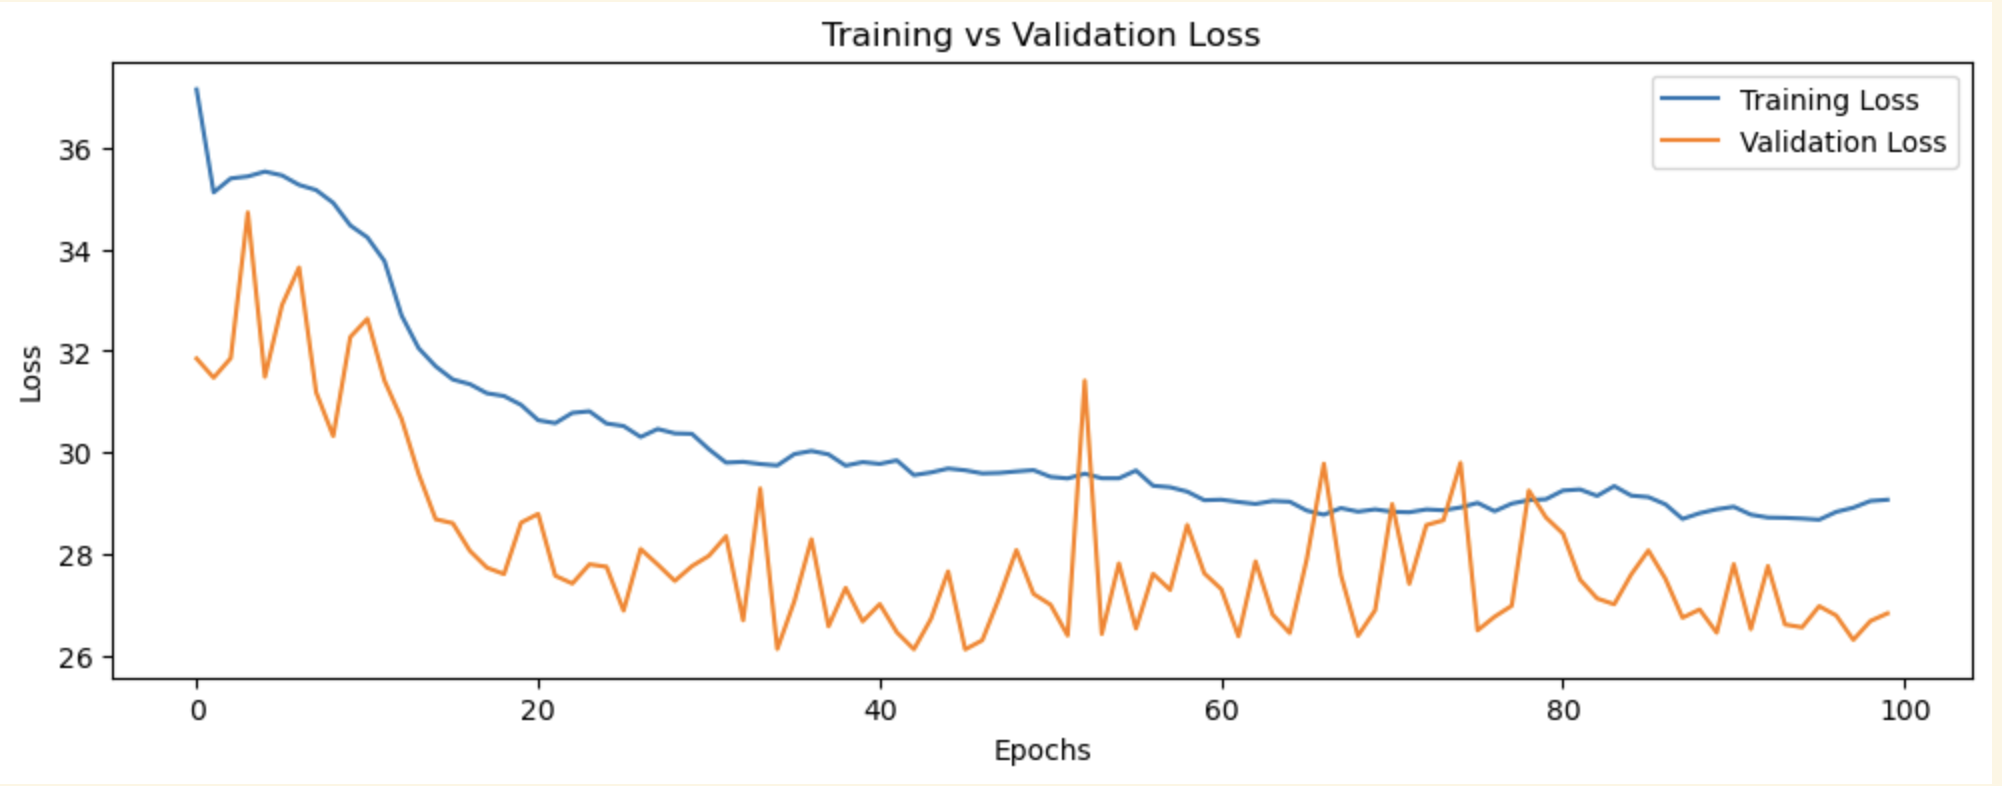 Training vs Validation Loss
Training Loss
Validation Loss
36
34
32
30
28
26
Loss
0 20 40 60 80 100
Epochs